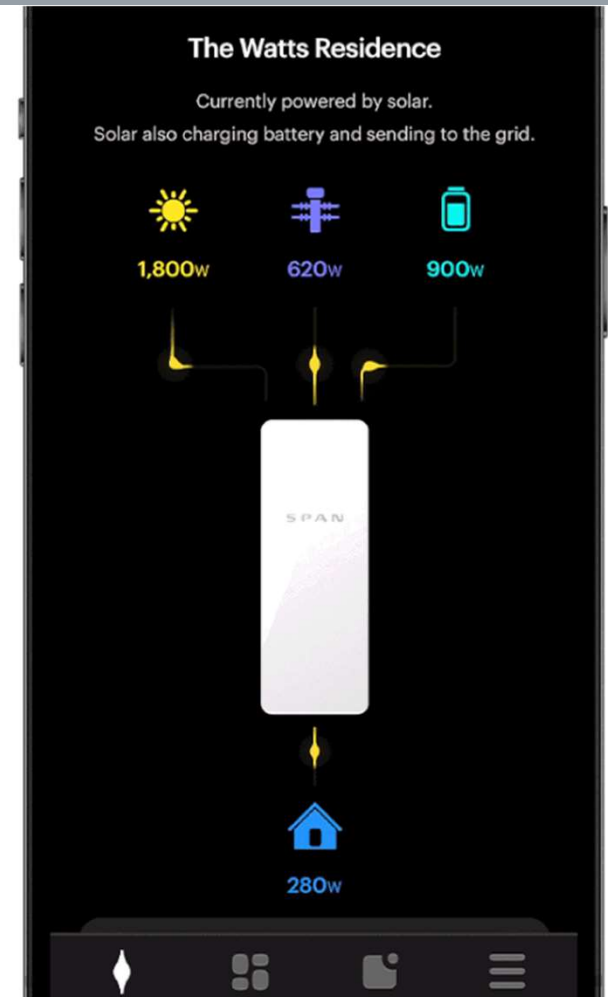 The Watts Residence
Currently powered by solar.
Solar also charging battery and sending to the grid.
1,800w 620w 900w
SPAN
280w